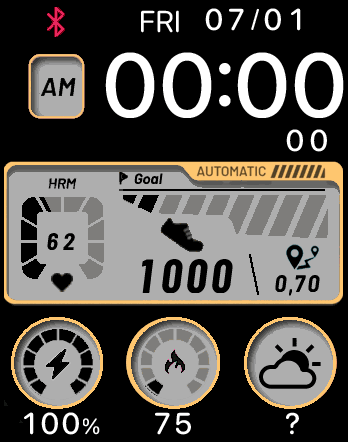 FRI 07/01
AM 00:00
00
AUTOMATIC
HRM Goal
62
1000 0,70
100% 75 ?